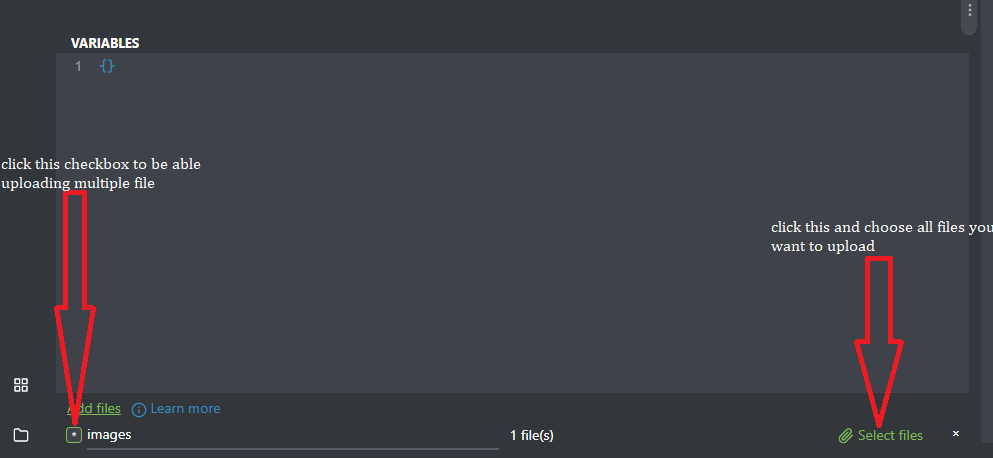 VARIABLES
1 {}
click this checkbox to be able
uploading multiple file
click this and choose all files you
want to upload
Add files Learn more
* images 1 file(s) Select files ×